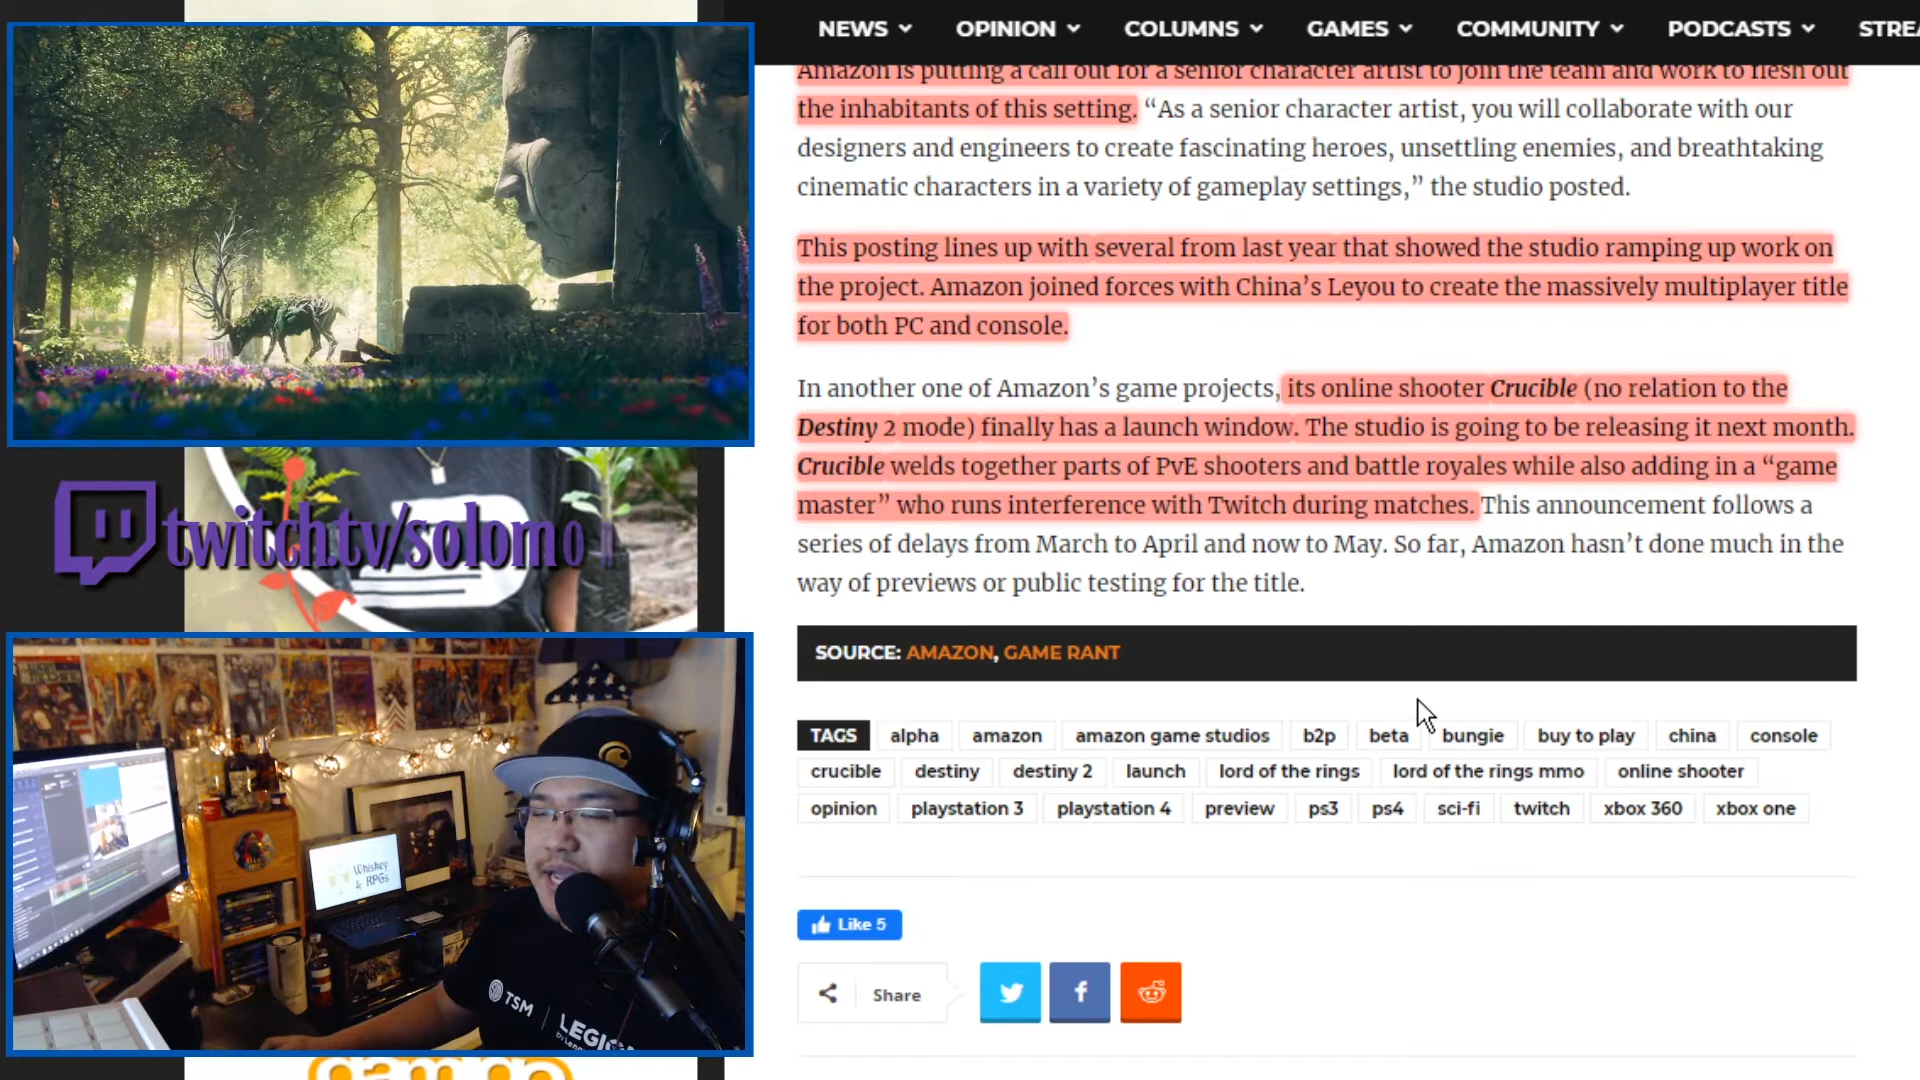 NEWS OPINION COLUMNS GAMES COMMUNITY PODCASTS
Amazon is putting a call out for a senior character artist to join the team and work to flesh out
the inhabitants of this setting. “As a senior character artist, you will collaborate with our
designers and engineers to create fascinating heroes, unsettling enemies, and breathtaking
cinematic characters in a variety of gameplay settings,” the studio posted.
This posting lines up with several from last year that showed the studio ramping up work on
the project. Amazon joined forces with China’s Leyou to create the massively multiplayer title
for both PC and console.
In another one of Amazon’s game projects, its online shooter Crucible (no relation to the
Destiny 2 mode) finally has a launch window. The studio is going to be releasing it next month.
Crucible welds together parts of PvE shooters and battle royales while also adding in a “game
master” who runs interference with Twitch during matches. This announcement follows a
series of delays from March to April and now to May. So far, Amazon hasn’t done much in the
way of previews or public testing for the title.
SOURCE: AMAZON, GAME RANT
TAGS alpha amazon amazon game studios b2p beta bungie buy to play china console
crucible destiny destiny 2 launch lord of the rings lord of the rings mmo online shooter
opinion playstation 3 playstation 4 preview ps3 ps4 sci-fi twitch xbox 360 xbox one
Like 5
Share
twitch.tv/solomo
Whiskey
& RPGs
TSM
LEGION